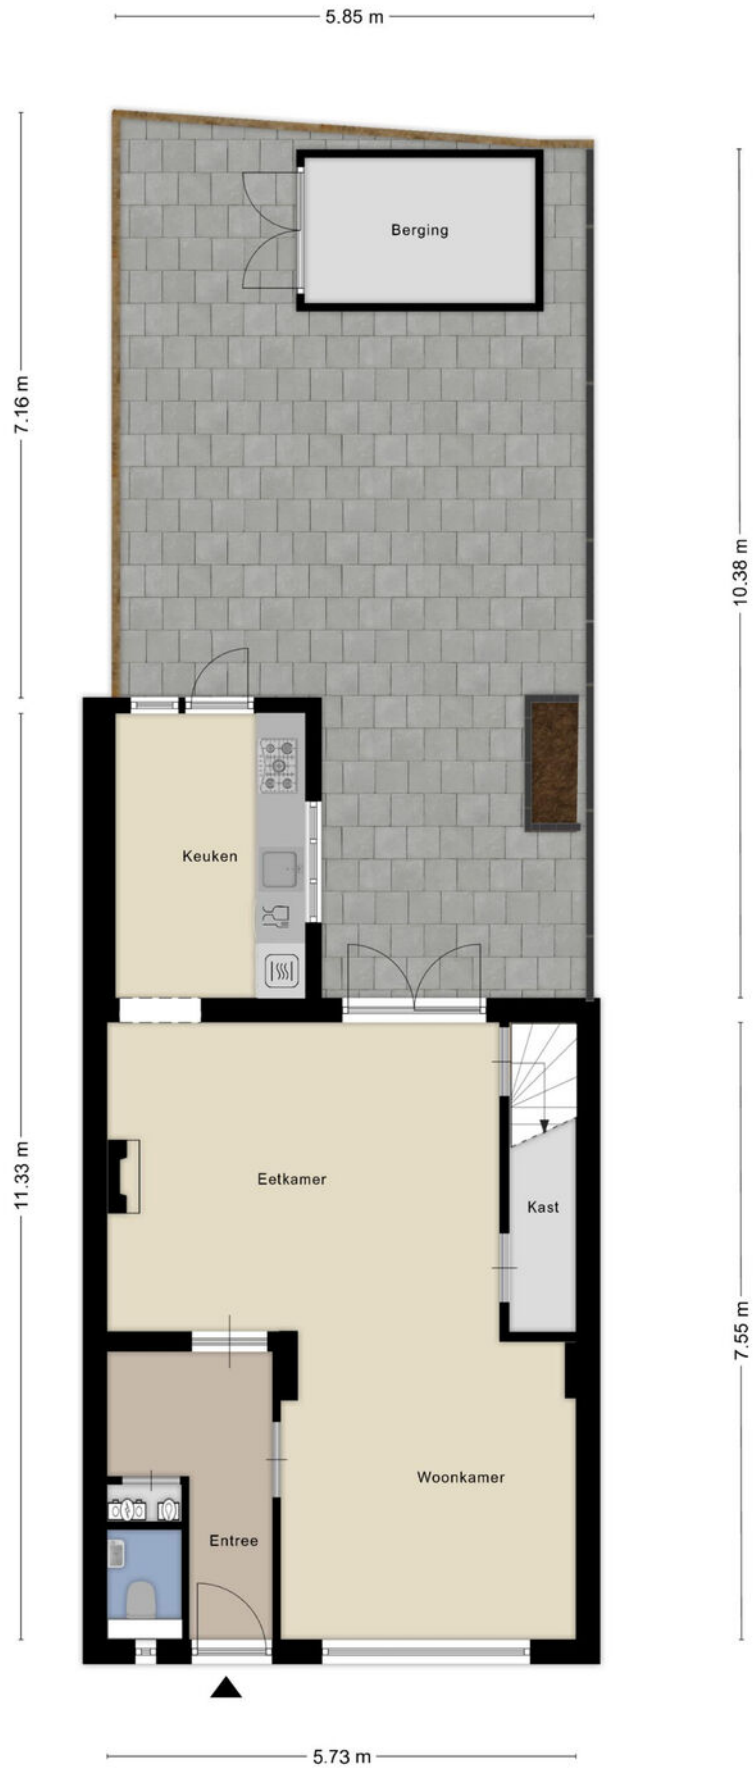 5.85 m
Berging
7.16 m
10.38 m
Keuken
11.33 m
Eetkamer
Kast
7.55 m
Woonkamer
Entree
5.73 m